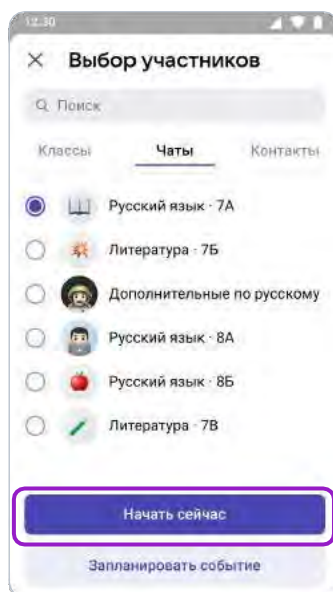 12.30
Выбор участников
Поиск
Классы Чаты Контакты
Русский язык · 7А
Литература · 7Б
Дополнительные по русскому
Русский язык · 8А
Русский язык · 8Б
Литература · 7В
Начать сейчас
Запланировать событие